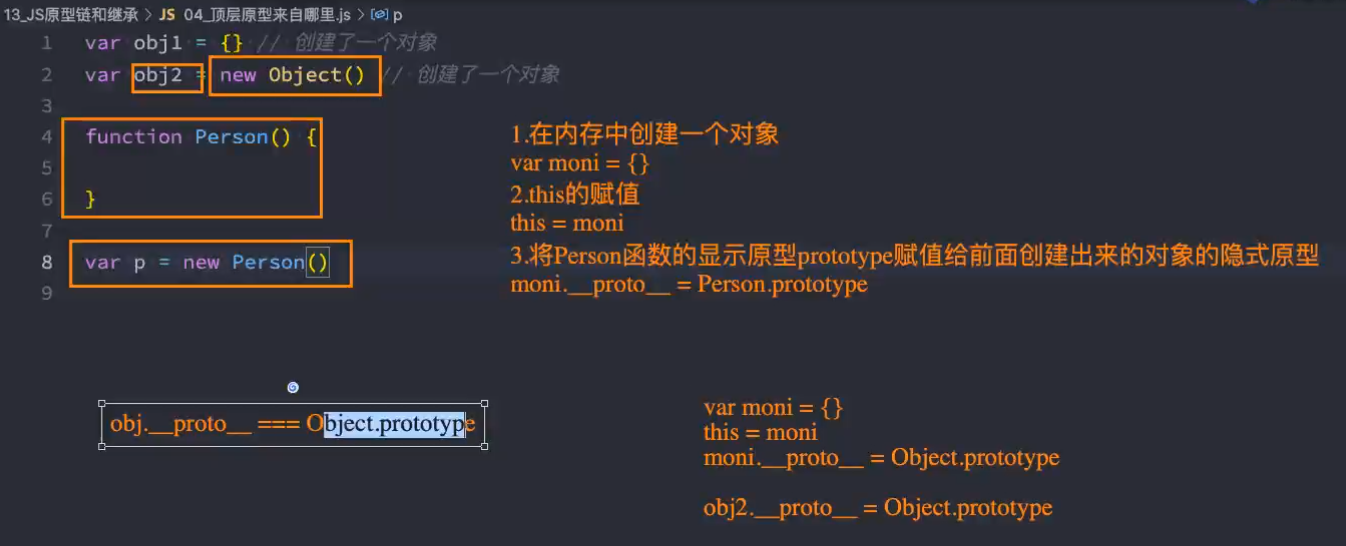 13_JS原型链和继承 > JS 04_顶层原型来自哪里.js > p
1 var obj1 = {} // 创建了一个对象
2 var obj2 = new Object() // 创建了一个对象
3
4 function Person() {
5
6 }
7
8 var p = new Person()
9
1.在内存中创建一个对象
var moni = {}
2.this的赋值
this = moni
3.将Person函数的显示原型prototype赋值给前面创建出来的对象的隐式原型
moni.__proto__ = Person.prototype
obj.__proto__ === Object.prototype
var moni = {}
this = moni
moni.__proto__ = Object.prototype
obj2.__proto__ = Object.prototype